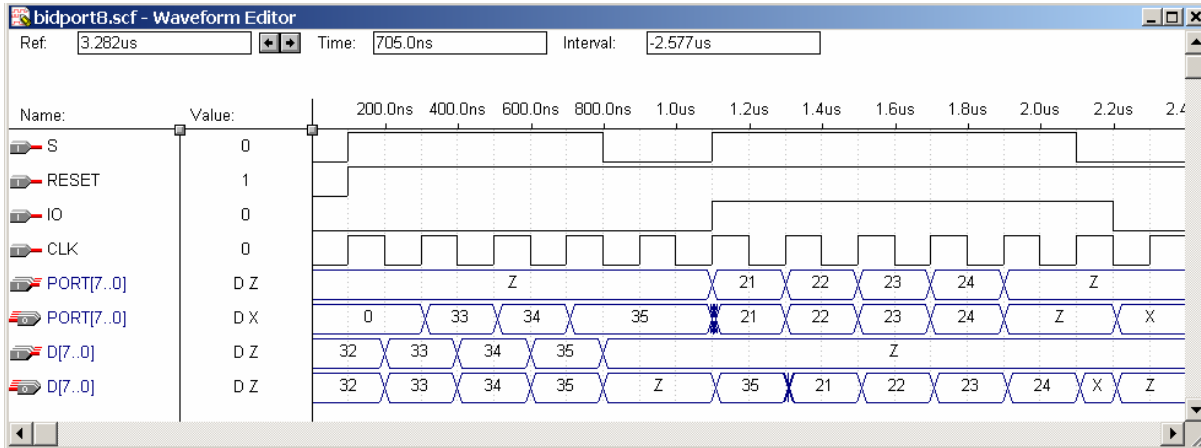 bidport8.scf - Waveform Editor
Ref: 3.282us Time: 705.0ns Interval: -2.577us
200.0ns 400.0ns 600.0ns 800.0ns 1.0us 1.2us 1.4us 1.6us 1.8us 2.0us 2.2us 2.4
Name: Value:
S 0
RESET 1
IO 0
CLK 0
PORT[7..0] D Z Z 21 22 23 24 Z
PORT[7..0] D X 0 33 34 35 21 22 23 24 Z X
D[7..0] D Z 32 33 34 35 Z
D[7..0] D Z 32 33 34 35 Z 35 21 22 23 24 X Z